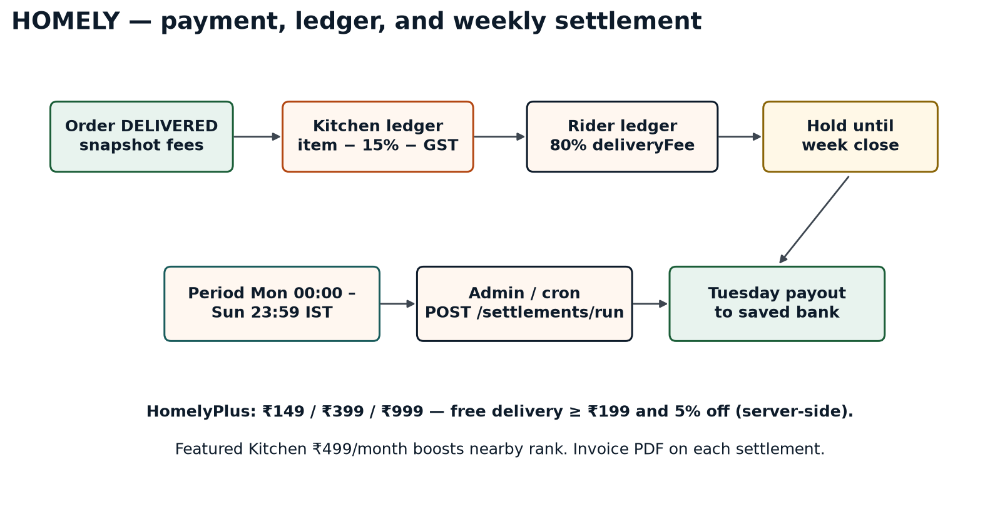 HOMELY — payment, ledger, and weekly settlement
Order DELIVERED
snapshot fees
Kitchen ledger
item − 15% − GST
Rider ledger
80% deliveryFee
Hold until
week close
Period Mon 00:00 –
Sun 23:59 IST
Admin / cron
POST /settlements/run
Tuesday payout
to saved bank
HomelyPlus: ₹149 / ₹399 / ₹999 — free delivery ≥ ₹199 and 5% off (server-side).
Featured Kitchen ₹499/month boosts nearby rank. Invoice PDF on each settlement.